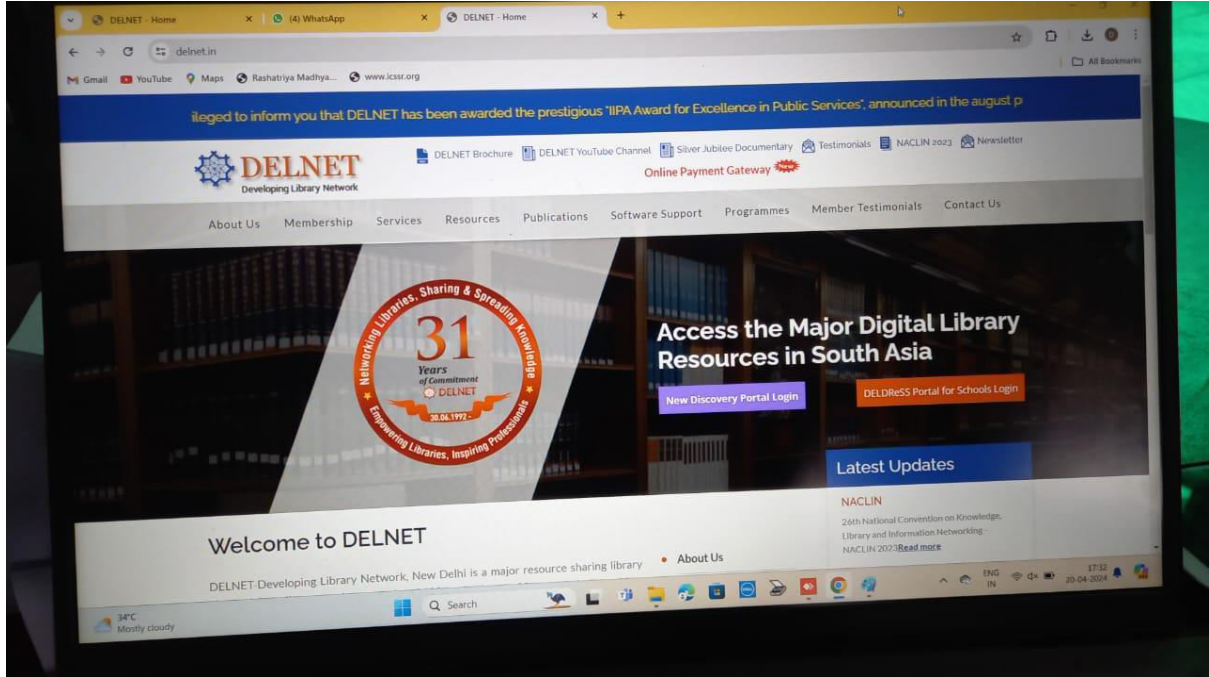 DELNET - Home (4) WhatsApp DELNET - Home
delnet.in
Gmail YouTube Maps Rashatriya Madhya... www.icssr.org All Bookmarks
ileged to inform you that DELNET has been awarded the prestigious "IIPA Award for Excellence in Public Services", announced in the august p
DELNET
Developing Library Network
DELNET Brochure DELNET YouTube Channel Silver Jubilee Documentary Testimonials NACLIN 2023 Newsletter
Online Payment Gateway New
About Us Membership Services Resources Publications Software Support Programmes Member Testimonials Contact Us
Networking Libraries, Sharing & Spreading Knowledge
31
Years
of Commitment
DELNET
30.06.1992 -
Empowering Libraries, Inspiring Professionals
Access the Major Digital Library
Resources in South Asia
New Discovery Portal Login DELDReSS Portal for Schools Login
Latest Updates
NACLIN
26th National Convention on Knowledge,
Library and Information Networking -
NACLIN 2023Read more
Welcome to DELNET
DELNET-Developing Library Network, New Delhi is a major resource sharing library
About Us
34°C
Mostly cloudy
Search
ENG
IN
17:32
20-04-2024